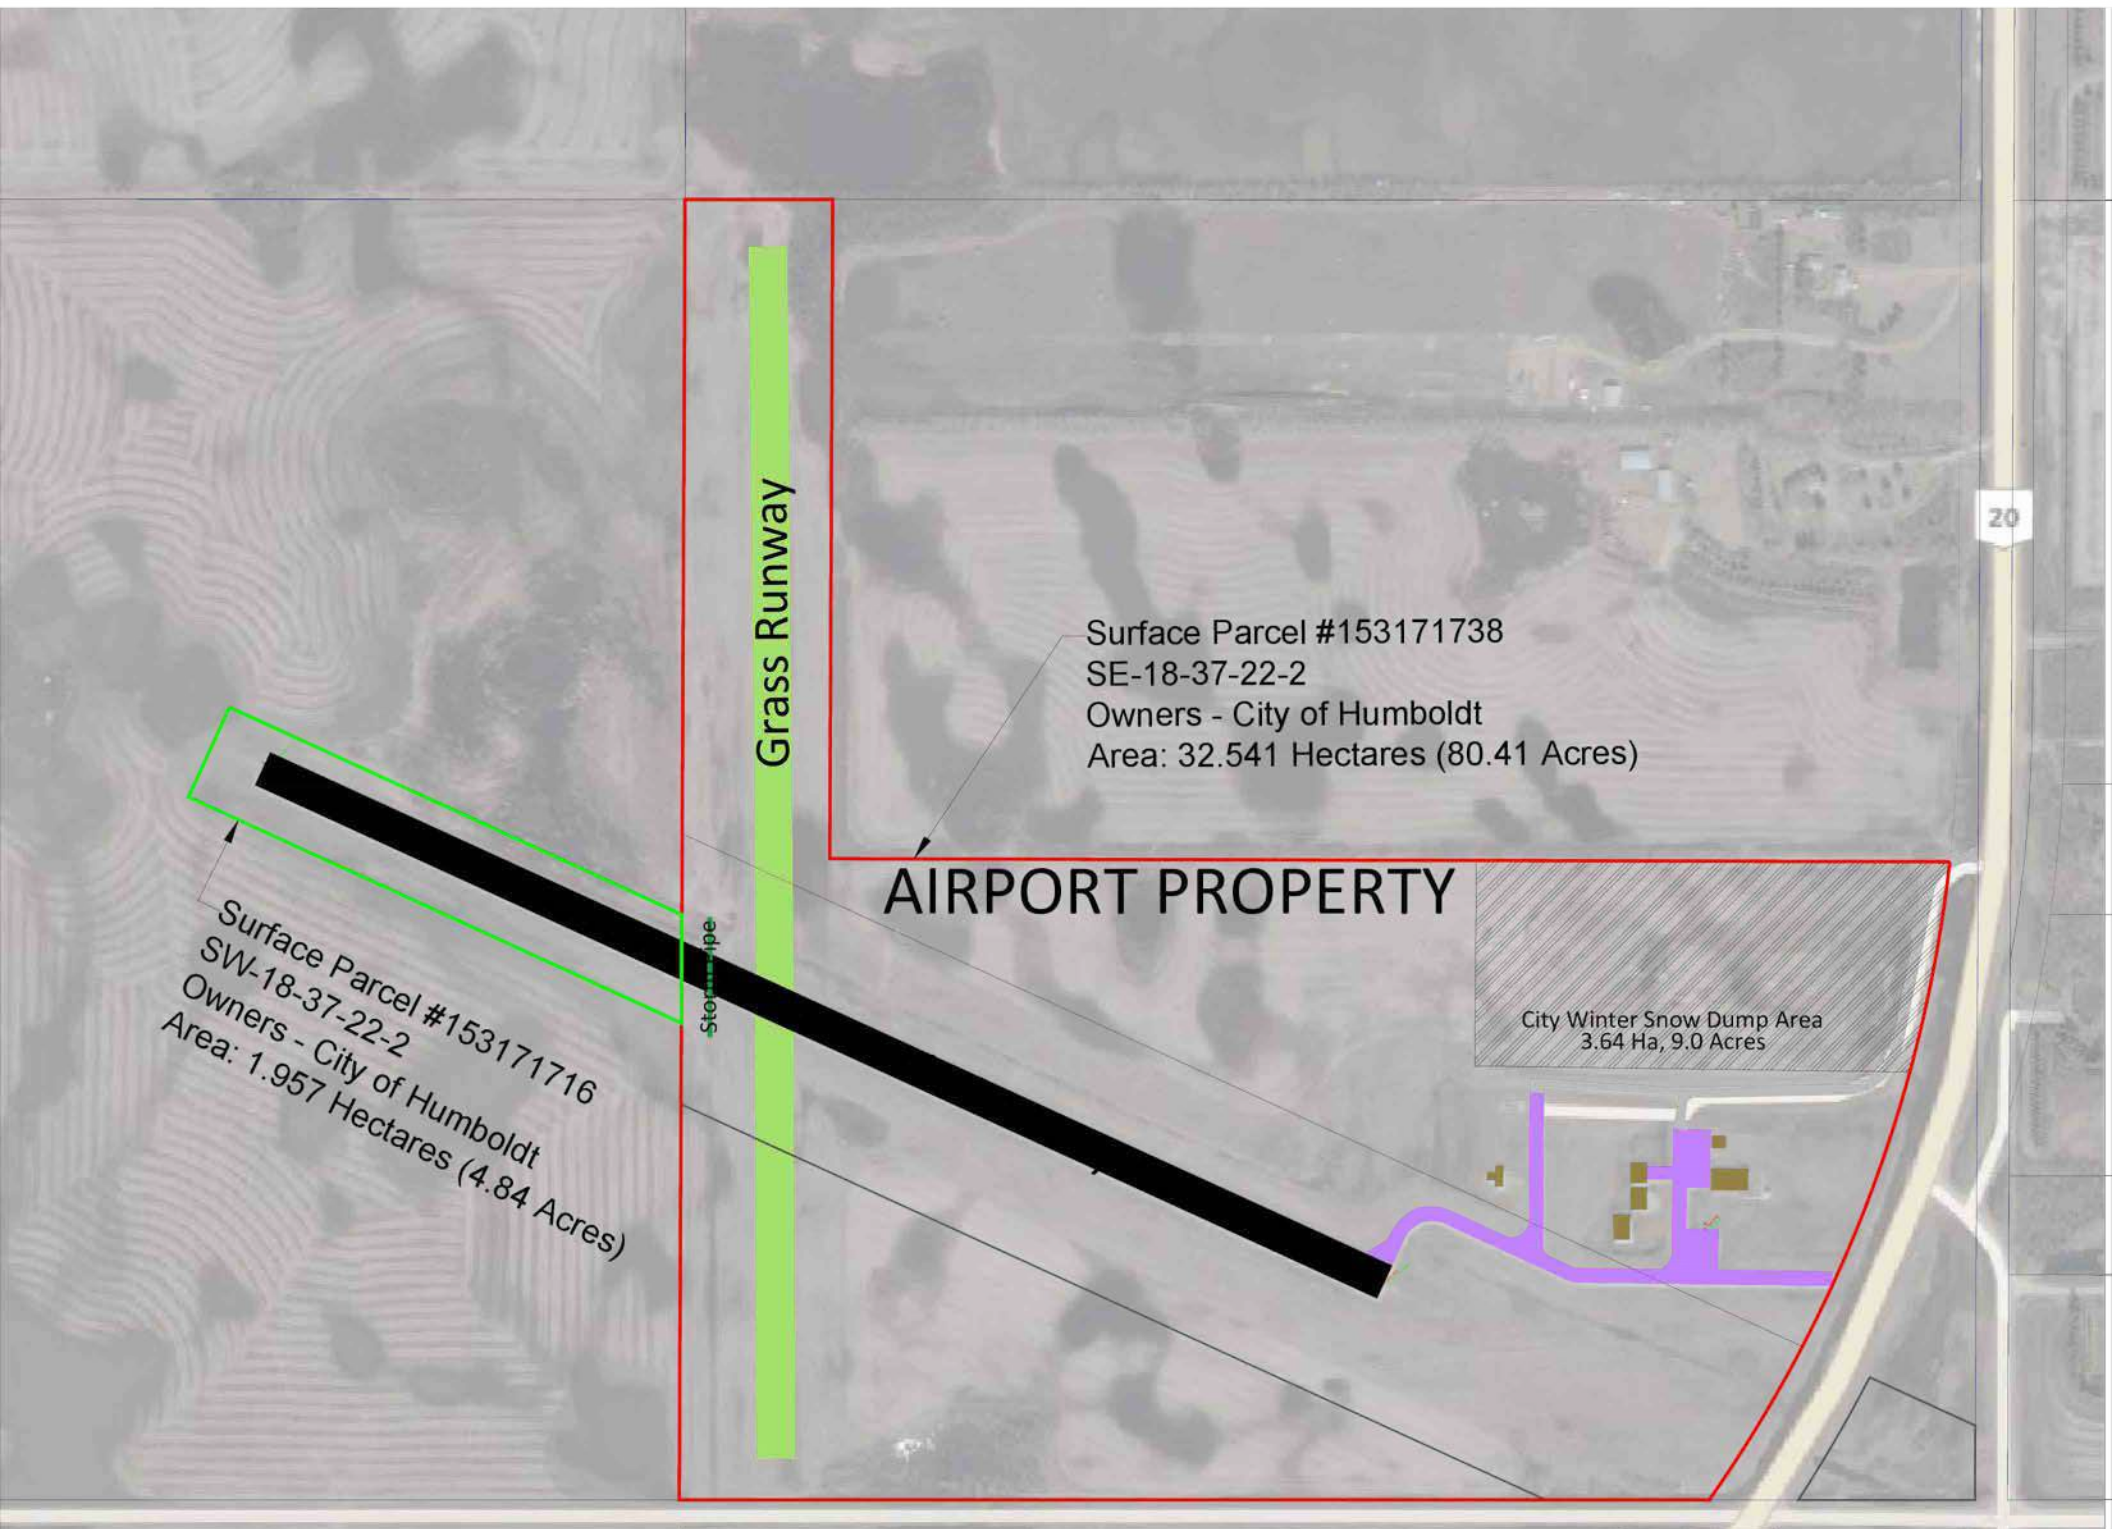 20
Grass Runway
Surface Parcel #153171738
SE-18-37-22-2
Owners - City of Humboldt
Area: 32.541 Hectares (80.41 Acres)
AIRPORT PROPERTY
Surface Parcel #153171716
SW-18-37-22-2
Owners - City of Humboldt
Area: 1.957 Hectares (4.84 Acres)
City Winter Snow Dump Area
3.64 Ha, 9.0 Acres